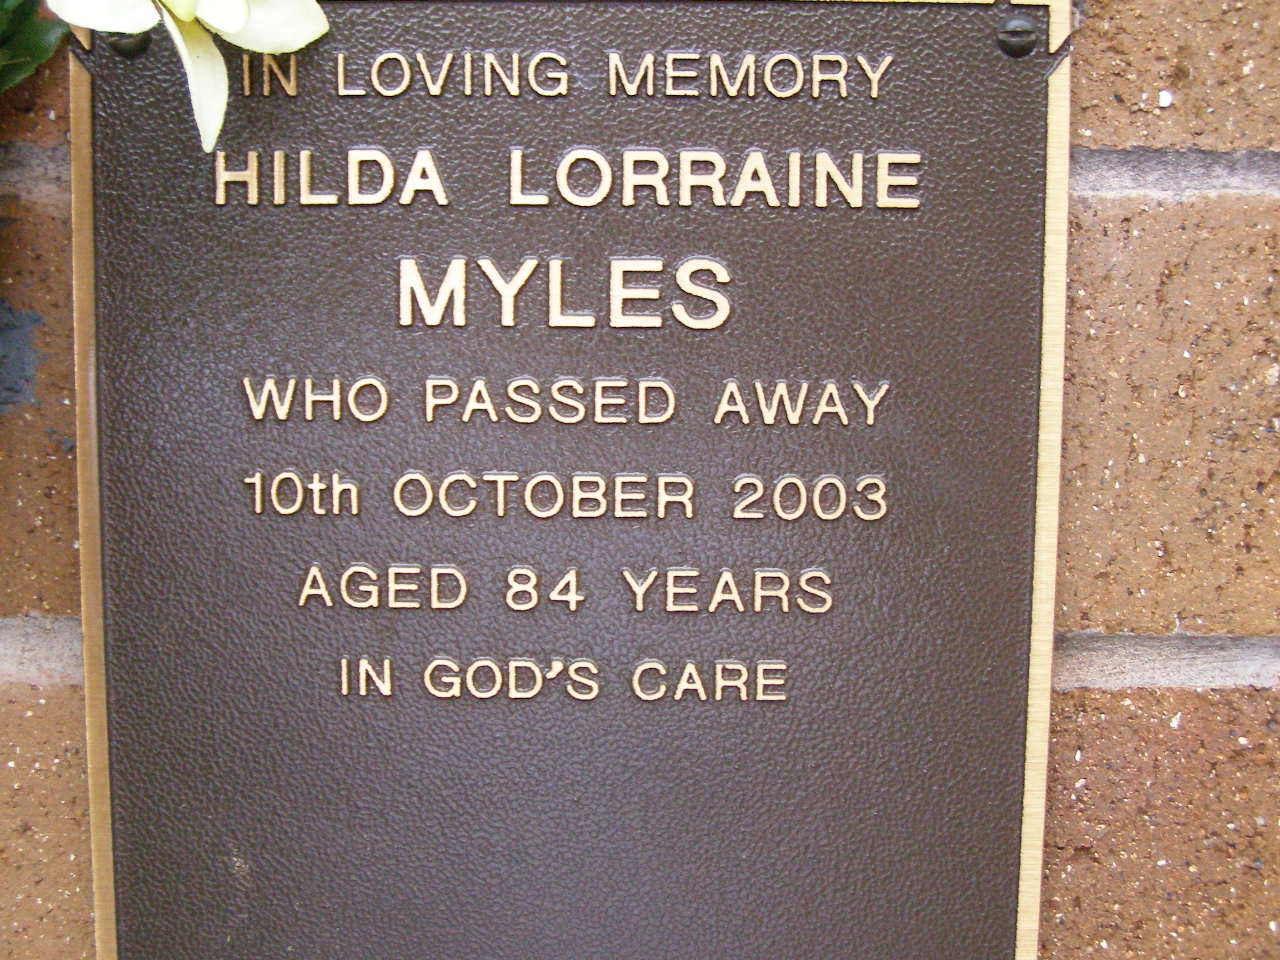 IN LOVING MEMORY
HILDA LORRAINE
MYLES
WHO PASSED AWAY
10th OCTOBER 2003
AGED 84 YEARS
IN GOD'S CARE